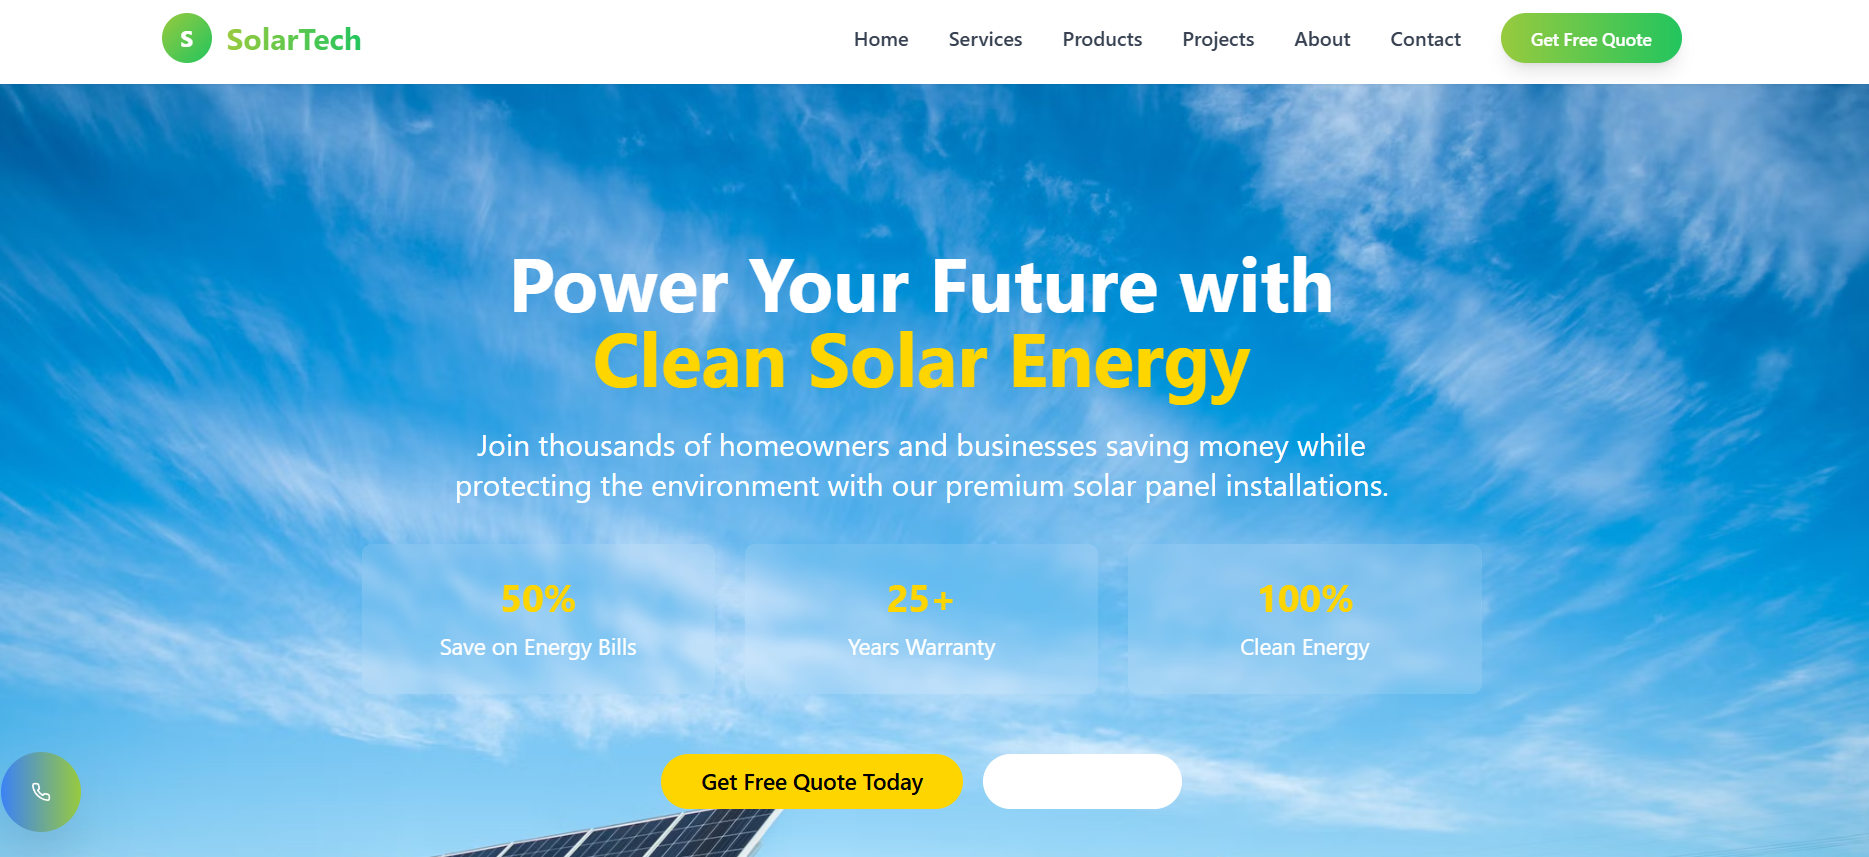 S
SolarTech
Home
Services
Products
Projects
About
Contact
Get Free Quote
Power Your Future with
Clean Solar Energy
Join thousands of homeowners and businesses saving money while
protecting the environment with our premium solar panel installations.
50%
Save on Energy Bills
25+
Years Warranty
100%
Clean Energy
Get Free Quote Today